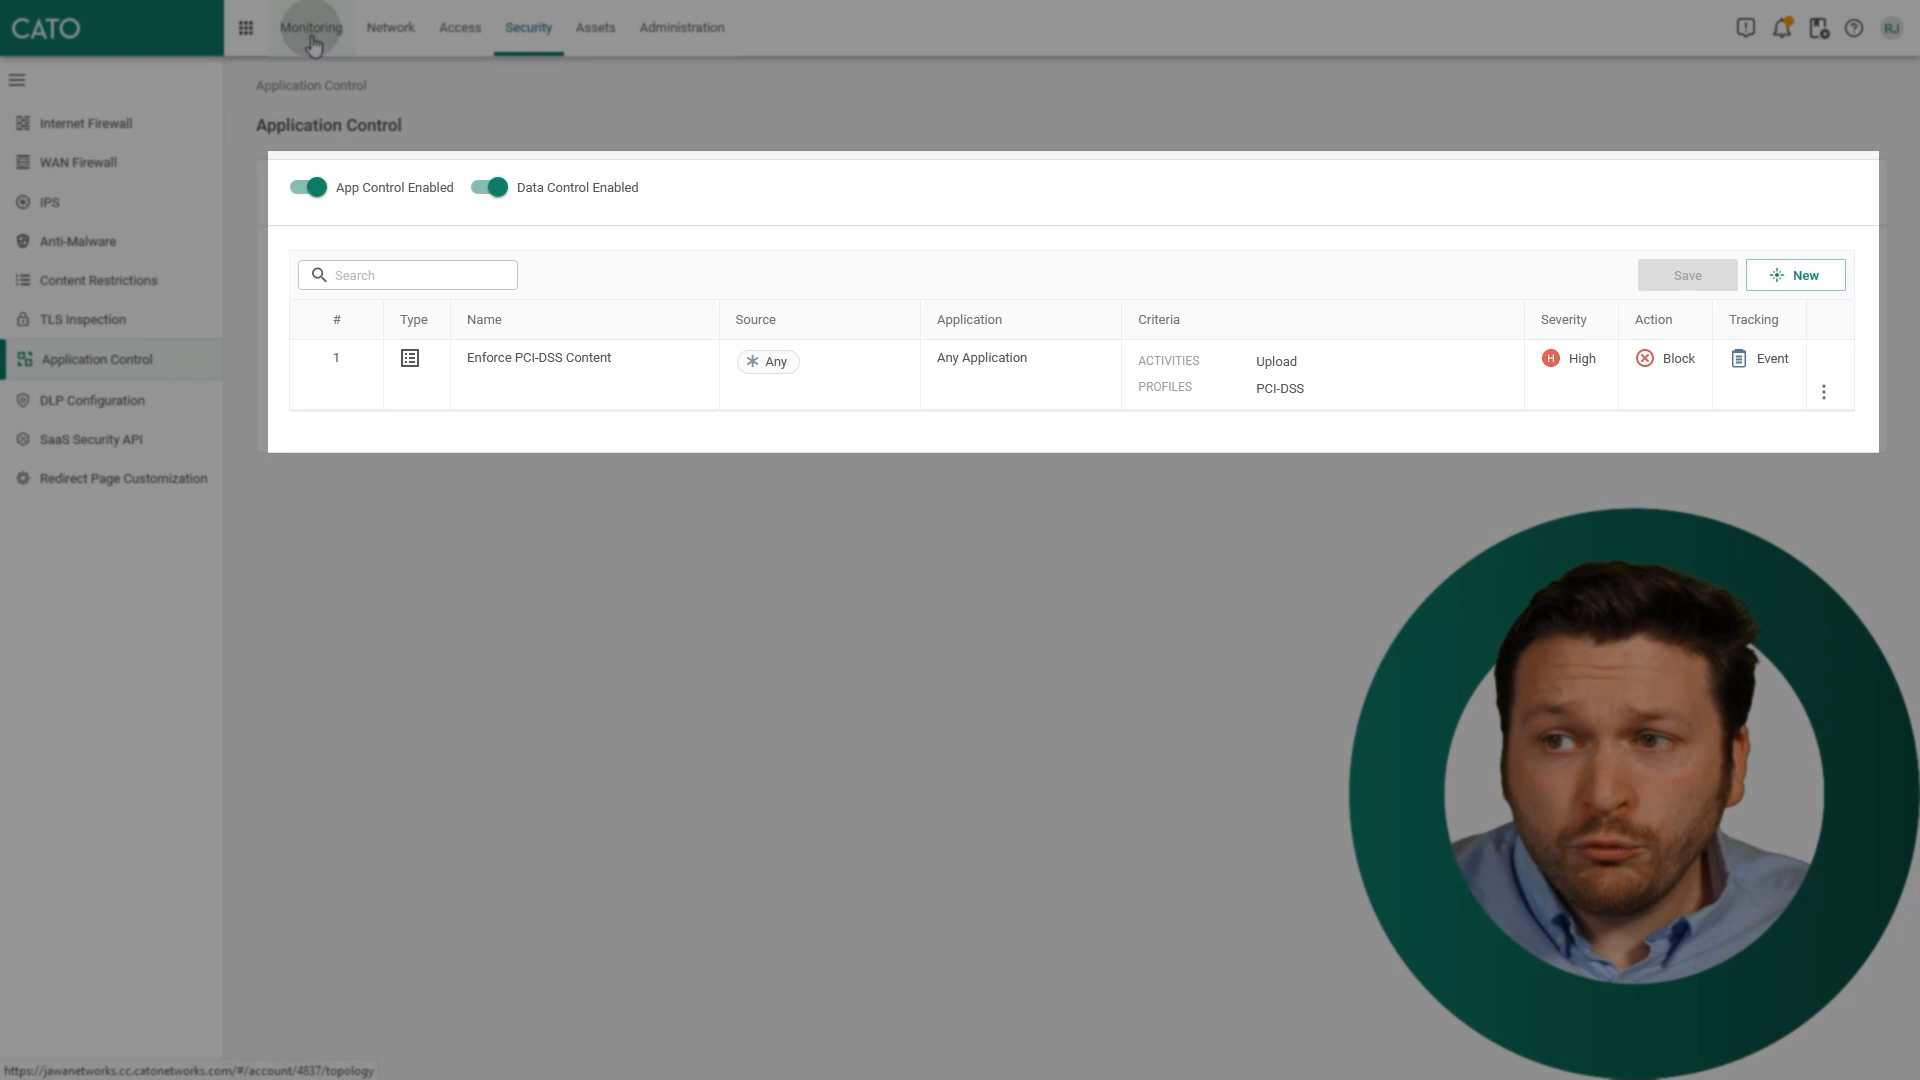 CATO
Monitoring
Network
Access
Security
Assets
Administration
RJ
Internet Firewall
WAN Firewall
IPS
Anti-Malware
Content Restrictions
TLS Inspection
Application Control
DLP Configuration
SaaS Security API
Redirect Page Customization
Application Control
Application Control
App Control Enabled
Data Control Enabled
Search
Save
New
# Type Name Source Application Criteria Severity Action Tracking
1 Enforce PCI-DSS Content Any Any Application ACTIVITIES Upload H High Block Event
PROFILES PCI-DSS
https://jawanetworks.cc.catonetworks.com/#/account/4837/topology